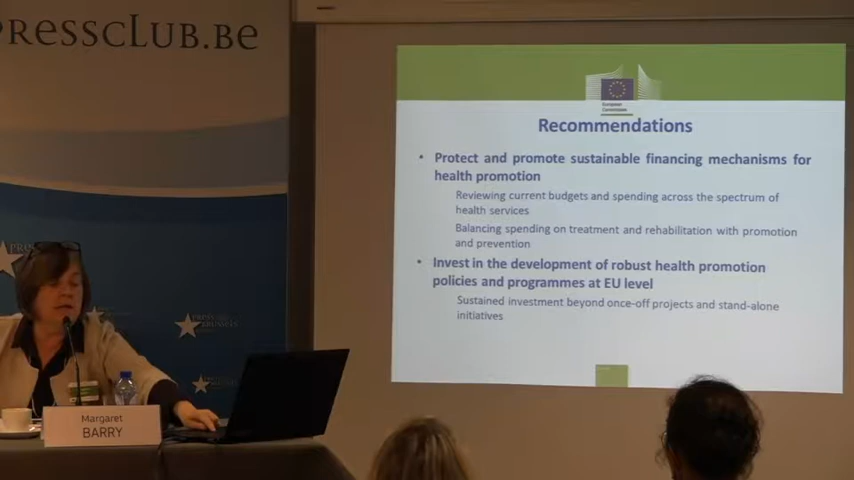 PRESSCLUB.BE
European
Commission
Recommendations
• Protect and promote sustainable financing mechanisms for
health promotion
Reviewing current budgets and spending across the spectrum of
health services
Balancing spending on treatment and rehabilitation with promotion
and prevention
• Invest in the development of robust health promotion
policies and programmes at EU level
Sustained investment beyond once-off projects and stand-alone
initiatives
Margaret
BARRY